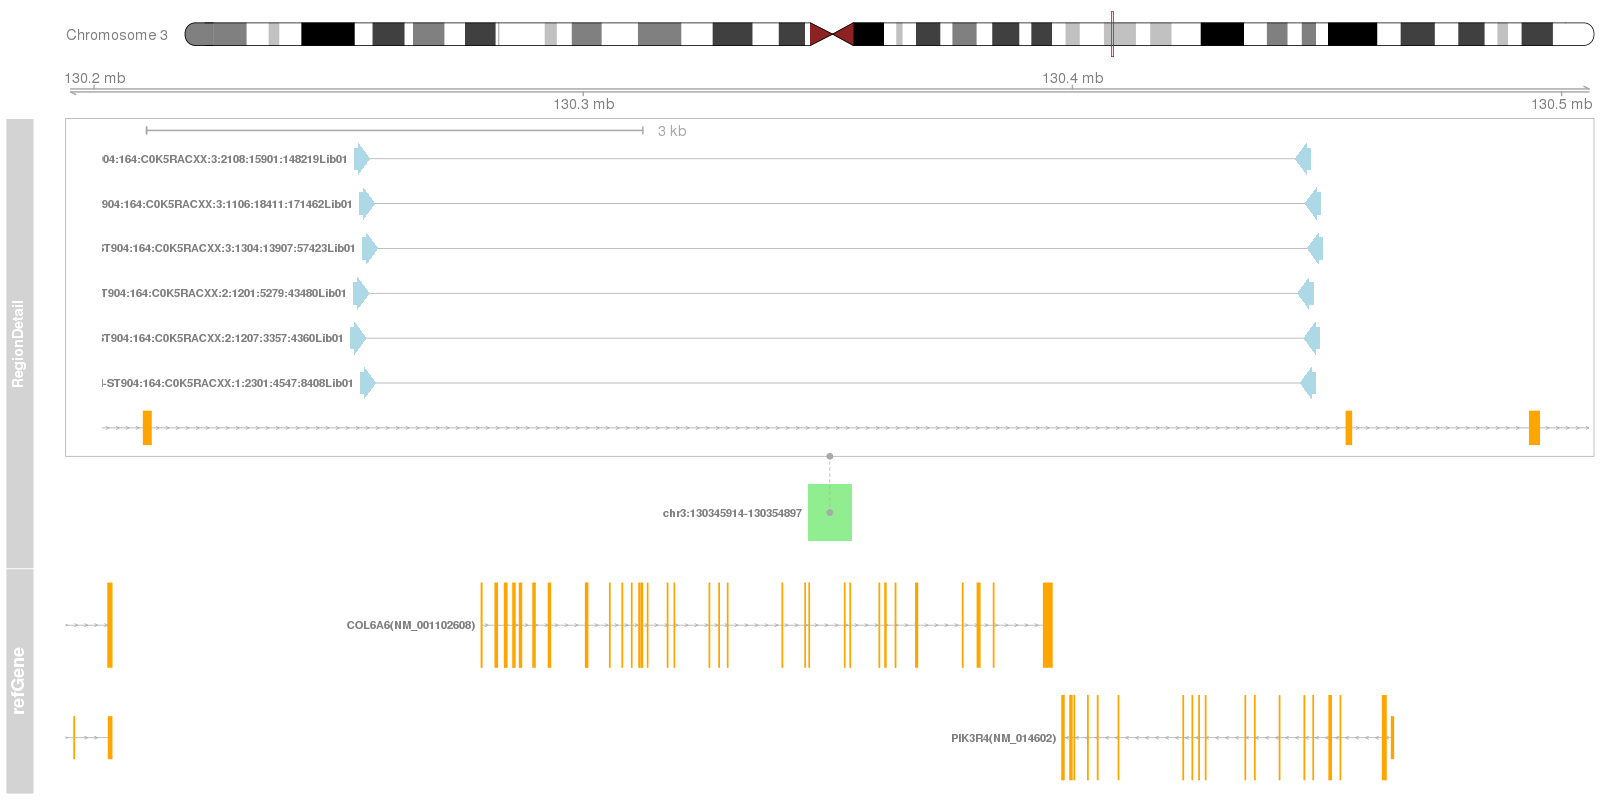 Chromosome 3
130.2 mb
130.4 mb
130.3 mb
130.5 mb
3 kb
04:164:C0K5RACXX:3:2108:15901:148219Lib01
904:164:C0K5RACXX:3:1106:18411:171462Lib01
ST904:164:C0K5RACXX:3:1304:13907:57423Lib01
T904:164:C0K5RACXX:2:1201:5279:43480Lib01
ST904:164:C0K5RACXX:2:1207:3357:4360Lib01
-ST904:164:C0K5RACXX:1:2301:4547:8408Lib01
RegionDetail
chr3:130345914-130354897
COL6A6(NM_001102608)
refGene
PIK3R4(NM_014602)